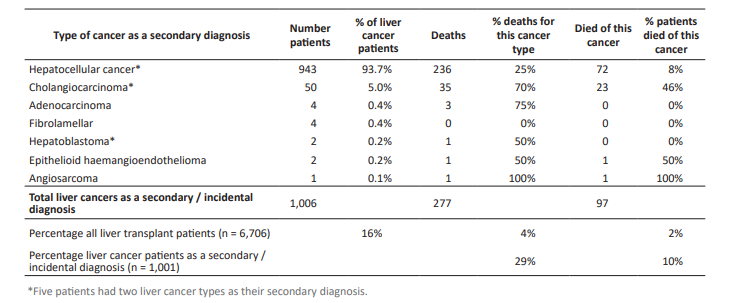 Type of cancer as a secondary diagnosis Number patients % of liver cancer patients Deaths % deaths for this cancer type Died of this cancer % patients died of this cancer
Hepatocellular cancer* 943 93.7% 236 25% 72 8%
Cholangiocarcinoma* 50 5.0% 35 70% 23 46%
Adenocarcinoma 4 0.4% 3 75% 0 0%
Fibrolamellar 4 0.4% 0 0% 0 0%
Hepatoblastoma* 2 0.2% 1 50% 0 0%
Epithelioid haemangioendothelioma 2 0.2% 1 50% 1 50%
Angiosarcoma 1 0.1% 1 100% 1 100%
Total liver cancers as a secondary / incidental diagnosis 1,006 277 97
Percentage all liver transplant patients (n = 6,706) 16% 4% 2%
Percentage liver cancer patients as a secondary / incidental diagnosis (n = 1,001) 29% 10%
*Five patients had two liver cancer types as their secondary diagnosis.